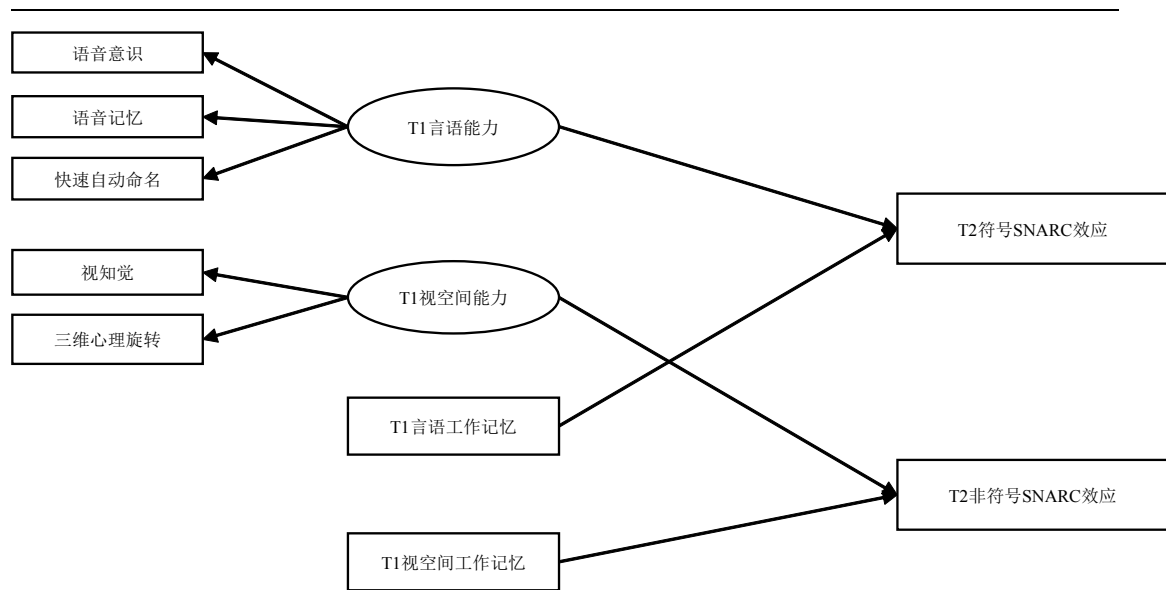 语音意识
语音记忆
T1言语能力
快速自动命名
T2符号SNARC效应
视知觉
T1视空间能力
三维心理旋转
T1言语工作记忆
T2非符号SNARC效应
T1视空间工作记忆